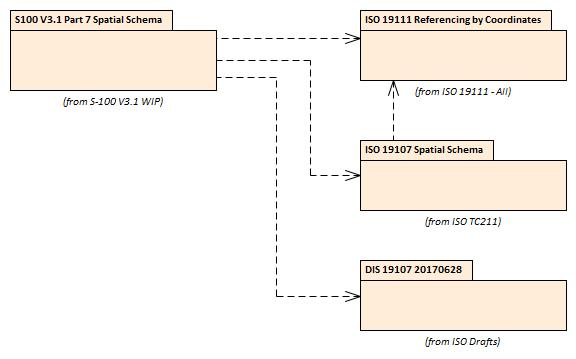 S100 V3.1 Part 7 Spatial Schema
(from S-100 V3.1 WIP)
ISO 19111 Referencing by Coordinates
(from ISO 19111 - All)
ISO 19107 Spatial Schema
(from ISO TC211)
DIS 19107 20170628
(from ISO Drafts)